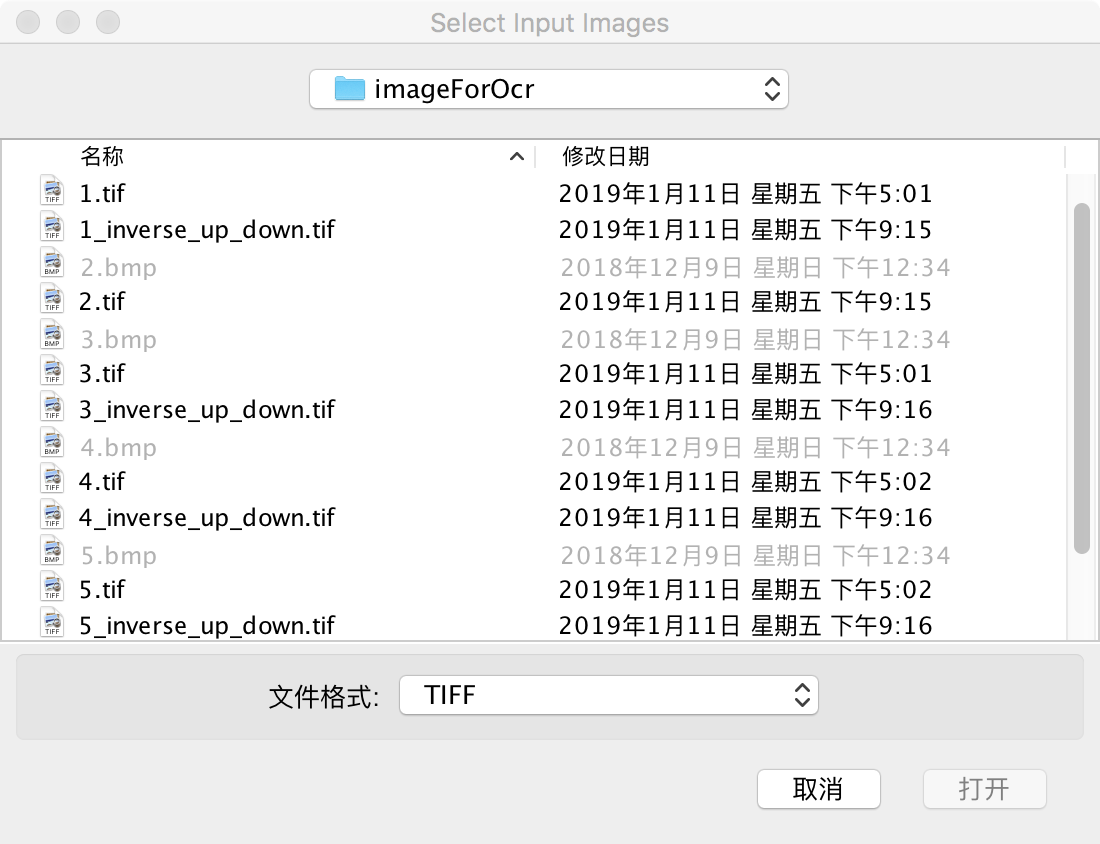 Select Input Images
imageForOcr
名称 修改日期
TIFF 1.tif 2019年1月11日 星期五 下午5:01
TIFF 1_inverse_up_down.tif 2019年1月11日 星期五 下午9:15
BMP 2.bmp 2018年12月9日 星期日 下午12:34
TIFF 2.tif 2019年1月11日 星期五 下午9:15
BMP 3.bmp 2018年12月9日 星期日 下午12:34
TIFF 3.tif 2019年1月11日 星期五 下午5:01
TIFF 3_inverse_up_down.tif 2019年1月11日 星期五 下午9:16
BMP 4.bmp 2018年12月9日 星期日 下午12:34
TIFF 4.tif 2019年1月11日 星期五 下午5:02
TIFF 4_inverse_up_down.tif 2019年1月11日 星期五 下午9:16
BMP 5.bmp 2018年12月9日 星期日 下午12:34
TIFF 5.tif 2019年1月11日 星期五 下午5:02
TIFF 5_inverse_up_down.tif 2019年1月11日 星期五 下午9:16
文件格式: TIFF
取消 打开